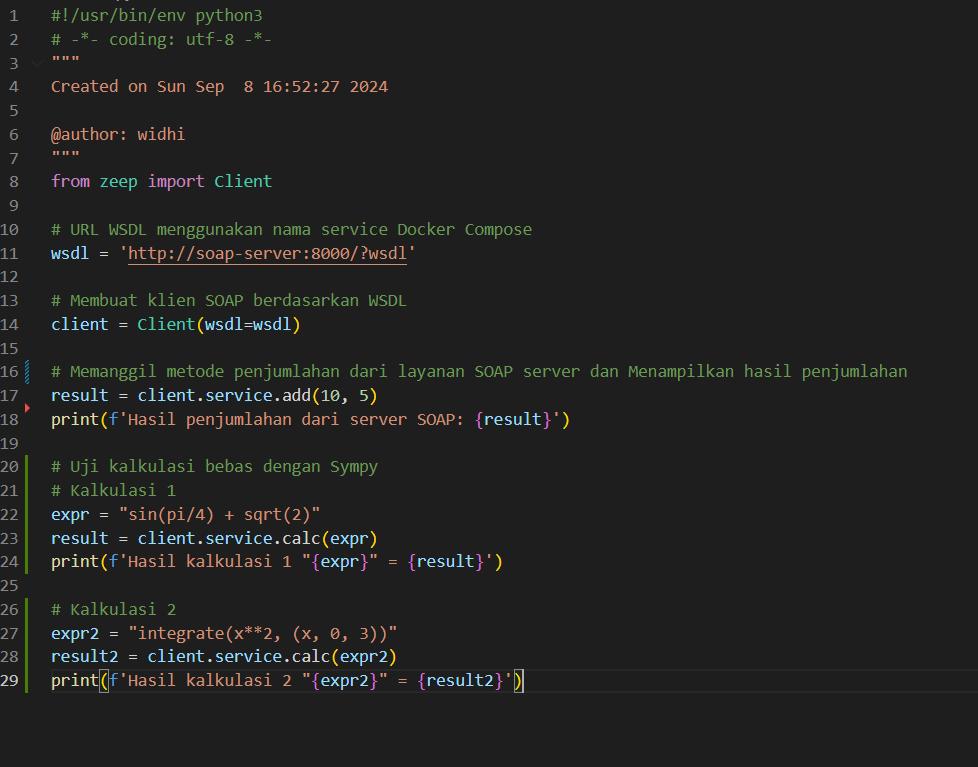 1 #!/usr/bin/env python3
2 # -*- coding: utf-8 -*-
3 """
4 Created on Sun Sep  8 16:52:27 2024
5
6 @author: widhi
7 """
8 from zeep import Client
9
10 # URL WSDL menggunakan nama service Docker Compose
11 wsdl = 'http://soap-server:8000/?wsdl'
12
13 # Membuat klien SOAP berdasarkan WSDL
14 client = Client(wsdl=wsdl)
15
16 # Memanggil metode penjumlahan dari layanan SOAP server dan Menampilkan hasil penjumlahan
17 result = client.service.add(10, 5)
18 print(f'Hasil penjumlahan dari server SOAP: {result}')
19
20 # Uji kalkulasi bebas dengan Sympy
21 # Kalkulasi 1
22 expr = "sin(pi/4) + sqrt(2)"
23 result = client.service.calc(expr)
24 print(f'Hasil kalkulasi 1 "{expr}" = {result}')
25
26 # Kalkulasi 2
27 expr2 = "integrate(x**2, (x, 0, 3))"
28 result2 = client.service.calc(expr2)
29 print(f'Hasil kalkulasi 2 "{expr2}" = {result2}')